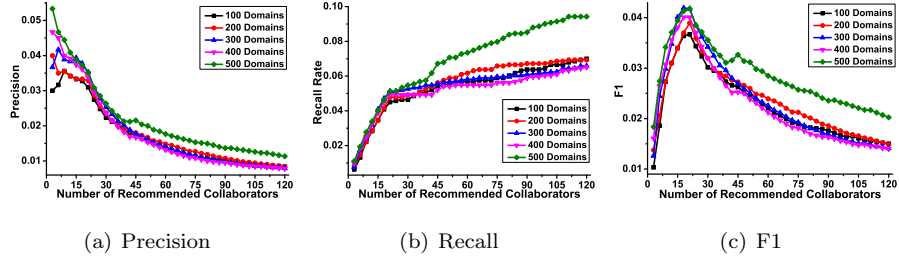 Precision
0.05
0.04
0.03
0.02
0.01
0 15 30 45 60 75 90 105 120
Number of Recommended Collaborators
100 Domains
200 Domains
300 Domains
400 Domains
500 Domains
(a) Precision
Recall Rate
0.10
0.08
0.06
0.04
0.02
0.00
0 15 30 45 60 75 90 105 120
Number of Recommended Collaborators
100 Domains
200 Domains
300 Domains
400 Domains
500 Domains
(b) Recall
F1
0.04
0.03
0.02
0.01
0 15 30 45 60 75 90 105 120
Number of Recommended Collaborators
100 Domains
200 Domains
300 Domains
400 Domains
500 Domains
(c) F1